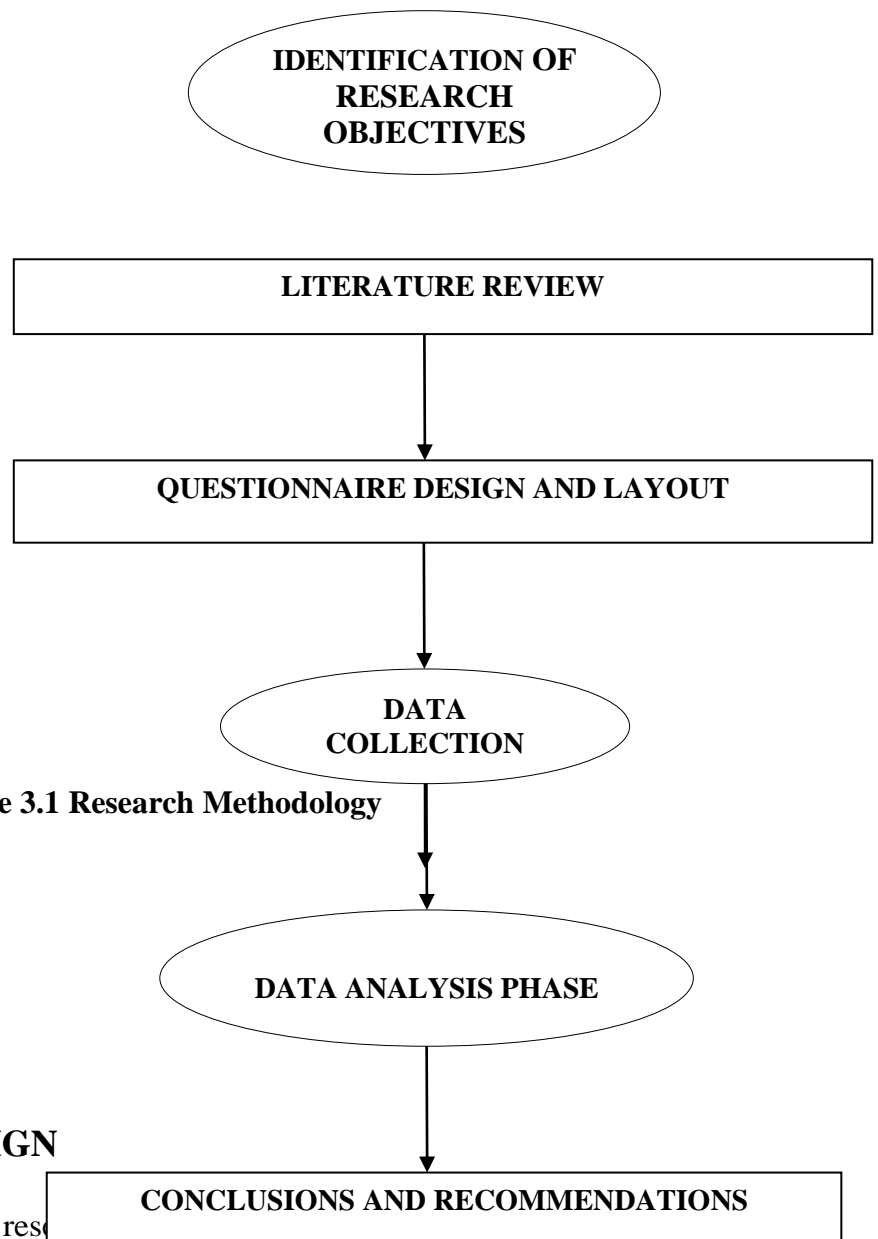 IDENTIFICATION OF
RESEARCH
OBJECTIVES
LITERATURE REVIEW
QUESTIONNAIRE DESIGN AND LAYOUT
DATA
COLLECTION
3.1 Research Methodology
DATA ANALYSIS PHASE
CONCLUSIONS AND RECOMMENDATIONS